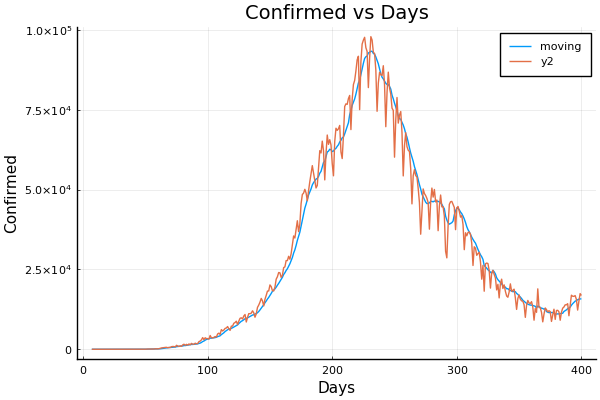 Confirmed vs Days
1.0×10⁵
7.5×10⁴
5.0×10⁴
2.5×10⁴
0
Confirmed
moving
y2
0 100 200 300 400
Days